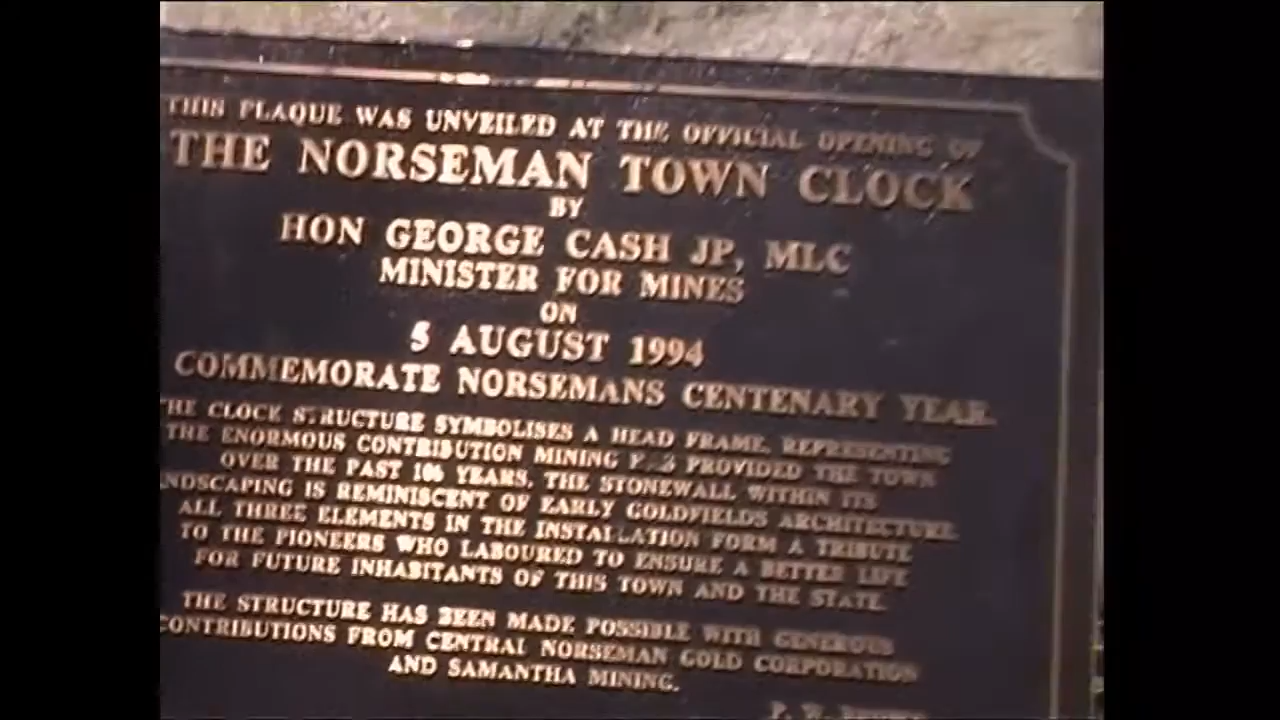 THIS PLAQUE WAS UNVEILED AT THE OFFICIAL OPENING OF
THE NORSEMAN TOWN CLOCK
BY
HON GEORGE CASH JP, MLC
MINISTER FOR MINES
ON
5 AUGUST 1994
COMMEMORATE NORSEMANS CENTENARY YEAR.
THE CLOCK STRUCTURE SYMBOLISES A HEAD FRAME, REPRESENTING
THE ENORMOUS CONTRIBUTION MINING HAS PROVIDED THE TOWN
OVER THE PAST 100 YEARS, THE STONEWALL WITHIN ITS
NDSCAPING IS REMINISCENT OF EARLY GOLDFIELDS ARCHITECTURE.
ALL THREE ELEMENTS IN THE INSTALLATION FORM A TRIBUTE
TO THE PIONEERS WHO LABOURED TO ENSURE A BETTER LIFE
FOR FUTURE INHABITANTS OF THIS TOWN AND THE STATE.
THE STRUCTURE HAS BEEN MADE POSSIBLE WITH GENEROUS
CONTRIBUTIONS FROM CENTRAL NORSEMAN GOLD CORPORATION
AND SAMANTHA MINING.
P. W.